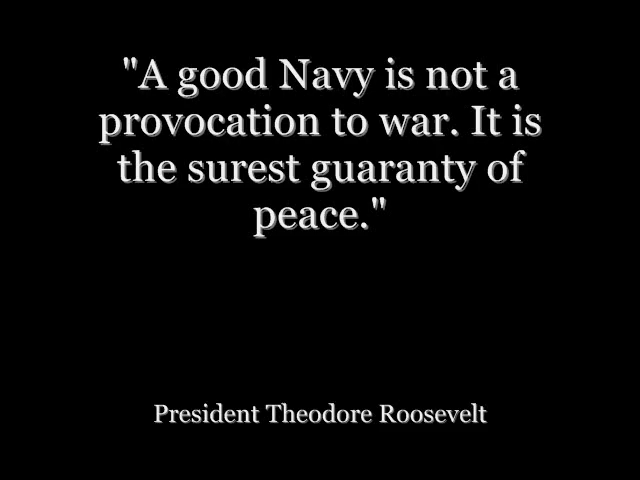 "A good Navy is not a
provocation to war. It is
the surest guaranty of
peace."
President Theodore Roosevelt